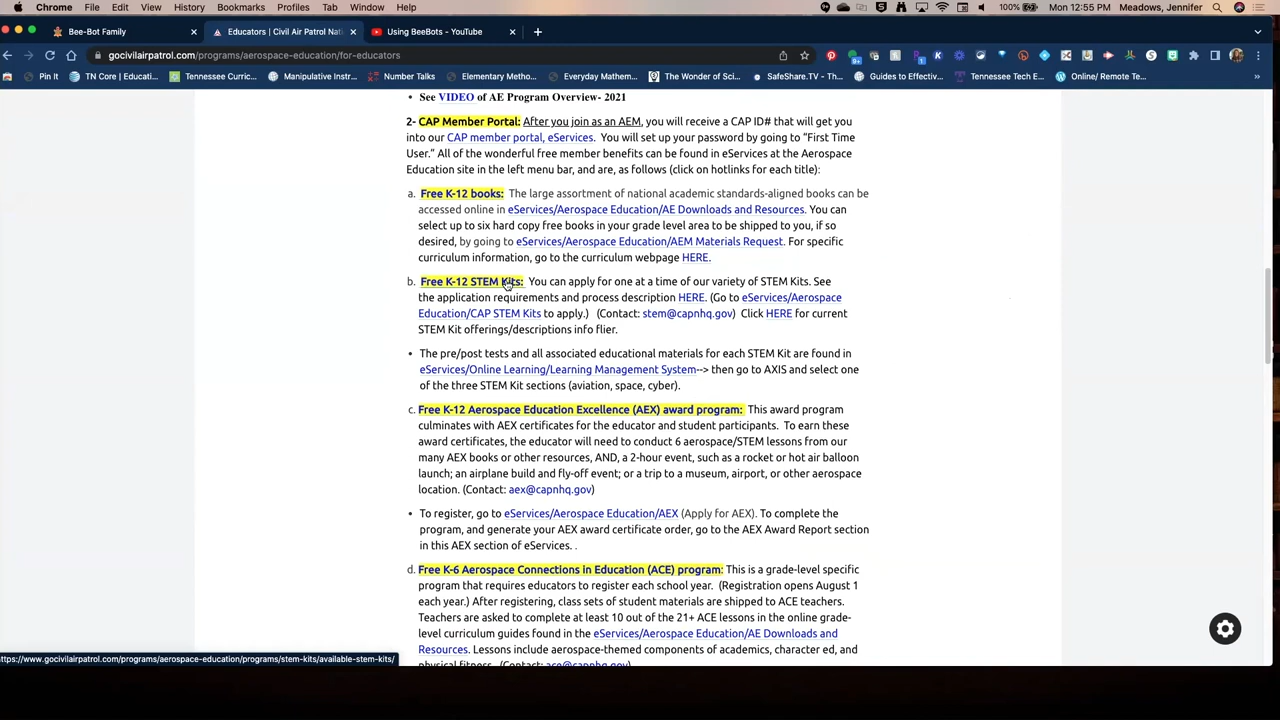 Chrome File Edit View History Bookmarks Profiles Tab Window Help 100% Mon 12:55 PM Meadows, Jennifer
Bee-Bot Family Educators | Civil Air Patrol Nati Using BeeBots - YouTube
gocivilairpatrol.com/programs/aerospace-education/for-educators
Pin It TN Core | Educati... Tennessee Curric... Manipulative Instr... Number Talks Elementary Metho... Everyday Mathem... The Wonder of Sci... SafeShare.TV - Th... Guides to Effectiv... Tennessee Tech E... Online/ Remote Te...
• See VIDEO of AE Program Overview- 2021
2- CAP Member Portal: After you join as an AEM, you will receive a CAP ID# that will get you
into our CAP member portal, eServices. You will set up your password by going to "First Time
User." All of the wonderful free member benefits can be found in eServices at the Aerospace
Education site in the left menu bar, and are, as follows (click on hotlinks for each title):
a. Free K-12 books: The large assortment of national academic standards-aligned books can be
accessed online in eServices/Aerospace Education/AE Downloads and Resources. You can
select up to six hard copy free books in your grade level area to be shipped to you, if so
desired, by going to eServices/Aerospace Education/AEM Materials Request. For specific
curriculum information, go to the curriculum webpage HERE.
b. Free K-12 STEM Kits: You can apply for one at a time of our variety of STEM Kits. See
the application requirements and process description HERE. (Go to eServices/Aerospace
Education/CAP STEM Kits to apply.) (Contact: stem@capnhq.gov) Click HERE for current
STEM Kit offerings/descriptions info flier.
• The pre/post tests and all associated educational materials for each STEM Kit are found in
eServices/Online Learning/Learning Management System--> then go to AXIS and select one
of the three STEM Kit sections (aviation, space, cyber).
c. Free K-12 Aerospace Education Excellence (AEX) award program: This award program
culminates with AEX certificates for the educator and student participants. To earn these
award certificates, the educator will need to conduct 6 aerospace/STEM lessons from our
many AEX books or other resources, AND, a 2-hour event, such as a rocket or hot air balloon
launch; an airplane build and fly-off event; or a trip to a museum, airport, or other aerospace
location. (Contact: aex@capnhq.gov)
• To register, go to eServices/Aerospace Education/AEX (Apply for AEX). To complete the
program, and generate your AEX award certificate order, go to the AEX Award Report section
in this AEX section of eServices. .
d. Free K-6 Aerospace Connections in Education (ACE) program: This is a grade-level specific
program that requires educators to register each school year. (Registration opens August 1
each year.) After registering, class sets of student materials are shipped to ACE teachers.
Teachers are asked to complete at least 10 out of the 21+ ACE lessons in the online grade-
level curriculum guides found in the eServices/Aerospace Education/AE Downloads and
Resources. Lessons include aerospace-themed components of academics, character ed, and
physical fitness. (Contact: ace@capnhq.gov)
https://www.gocivilairpatrol.com/programs/aerospace-education/programs/stem-kits/available-stem-kits/